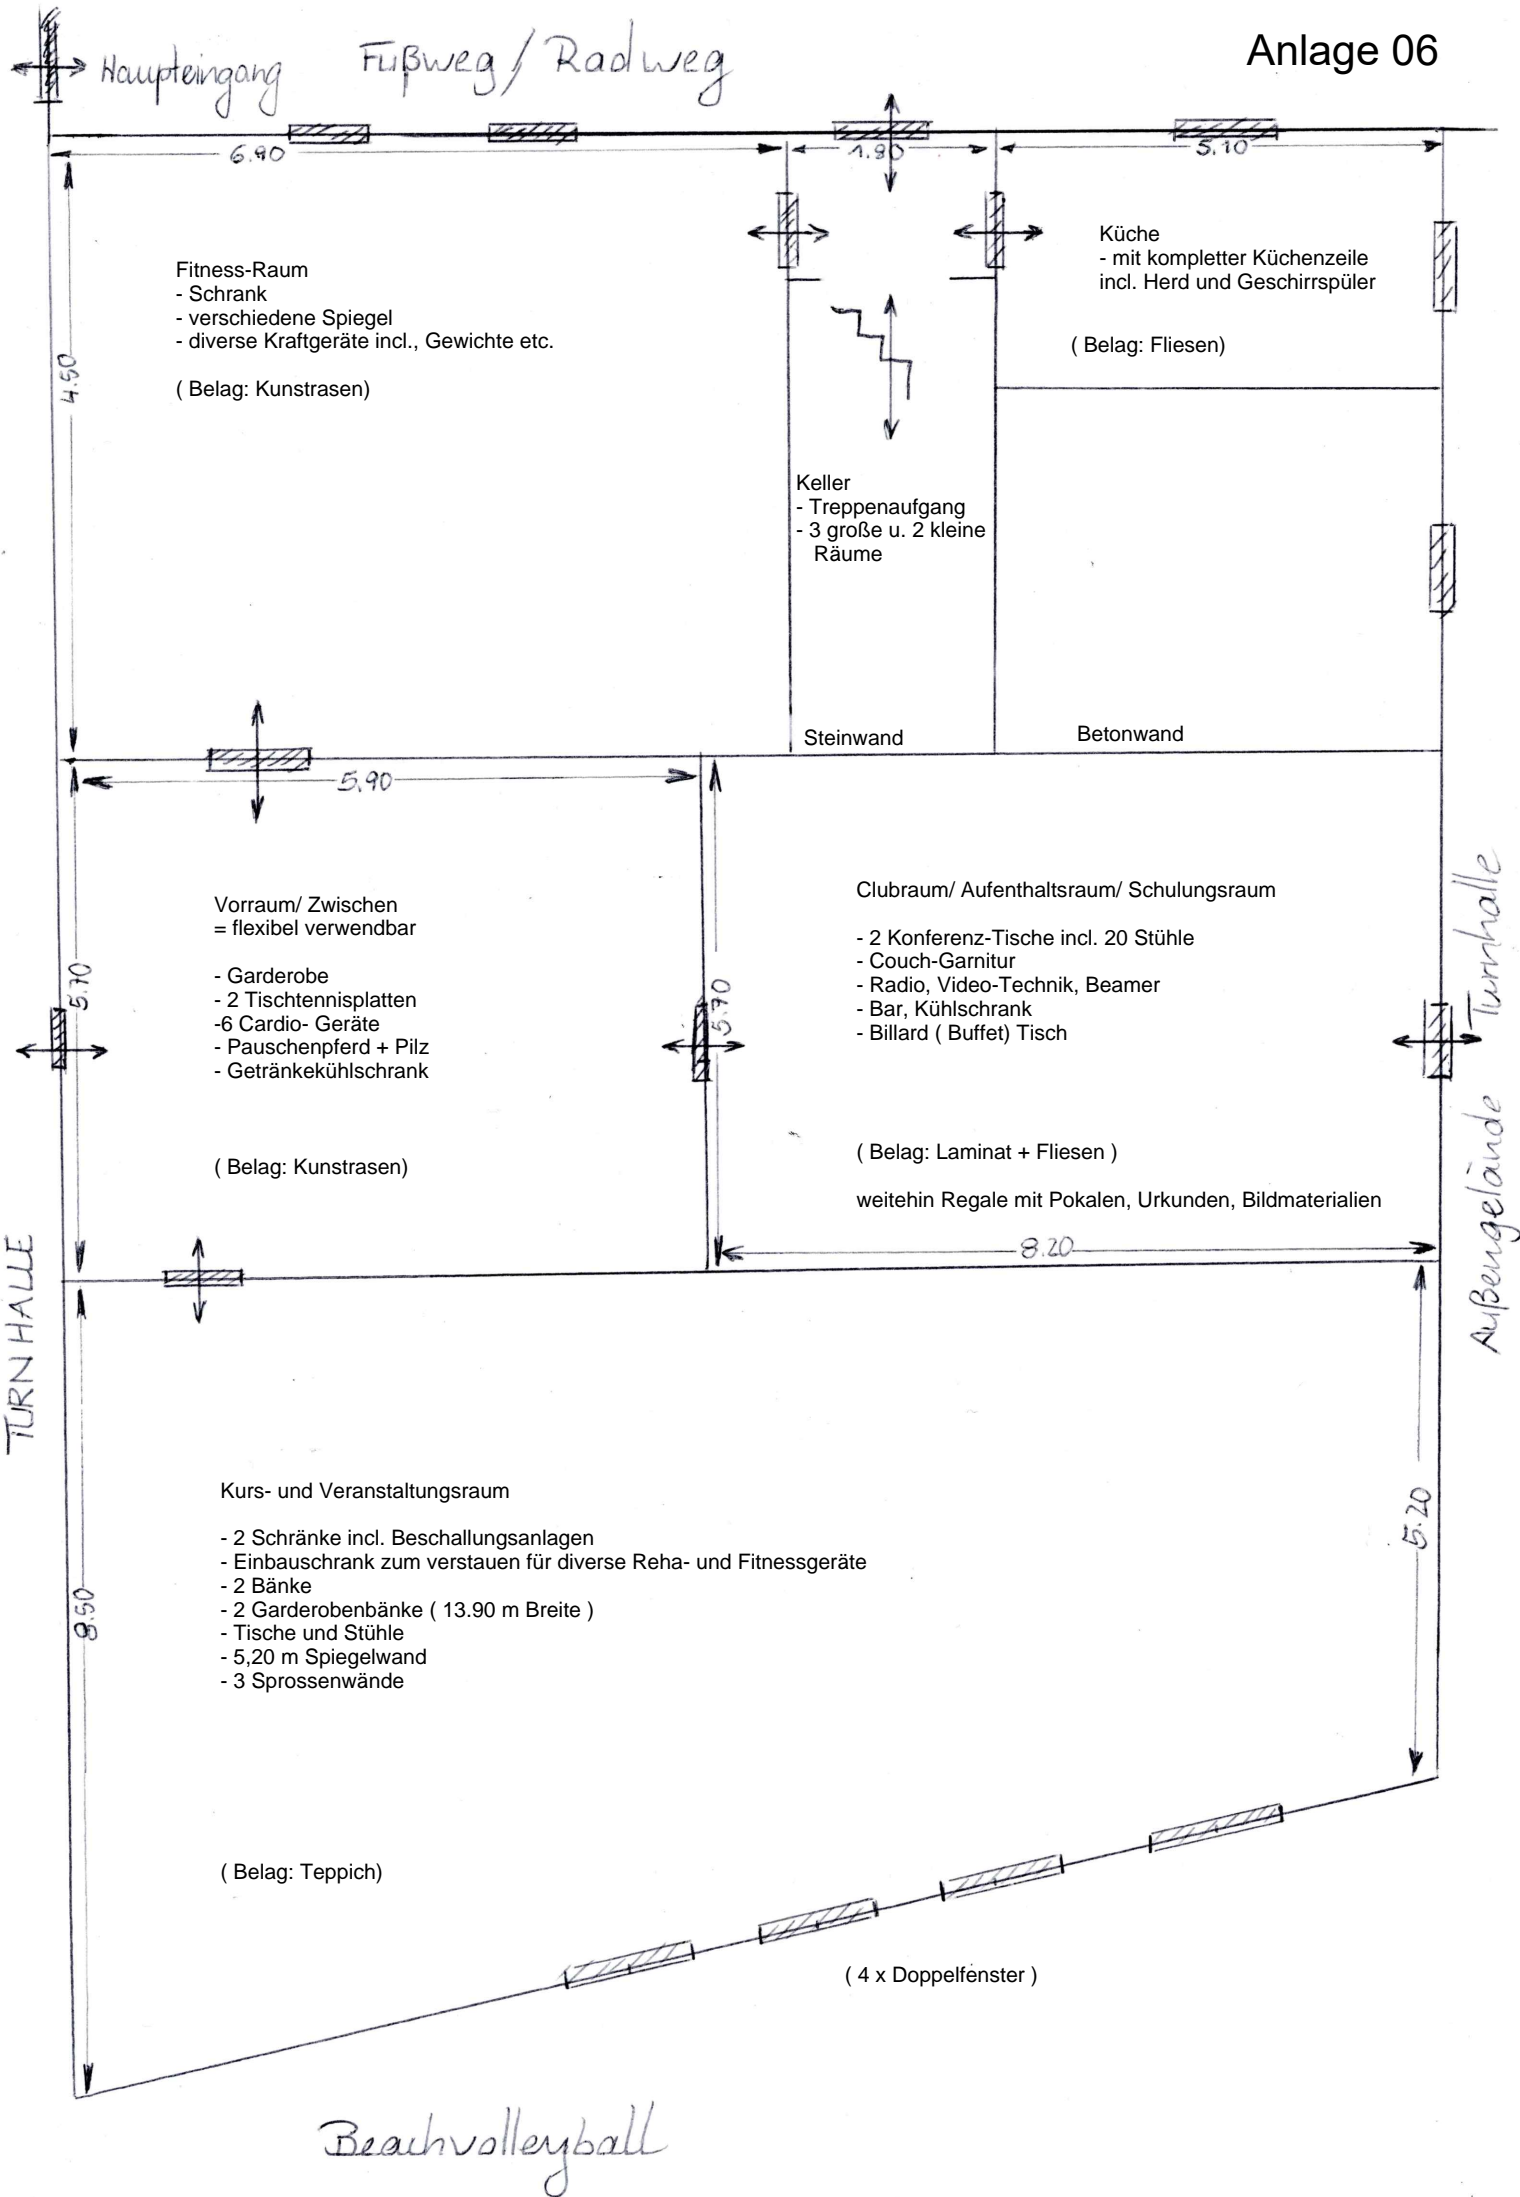 Anlage 06
Haupteingang
Fußweg / Radweg
6.90
1.90
5.10
Küche
- mit kompletter Küchenzeile
incl. Herd und Geschirrspüler
( Belag: Fliesen)
Fitness-Raum
- Schrank
- verschiedene Spiegel
- diverse Kraftgeräte incl., Gewichte etc.
( Belag: Kunstrasen)
4.50
Keller
- Treppenaufgang
- 3 große u. 2 kleine
Räume
Steinwand
Betonwand
5.90
Vorraum/ Zwischen
= flexibel verwendbar
- Garderobe
- 2 Tischtennisplatten
-6 Cardio- Geräte
- Pauschenpferd + Pilz
- Getränkekühlschrank
( Belag: Kunstrasen)
5.70
5.70
Clubraum/ Aufenthaltsraum/ Schulungsraum
- 2 Konferenz-Tische incl. 20 Stühle
- Couch-Garnitur
- Radio, Video-Technik, Beamer
- Bar, Kühlschrank
- Billard ( Buffet) Tisch
( Belag: Laminat + Fliesen )
weitehin Regale mit Pokalen, Urkunden, Bildmaterialien
8.20
Außengelände Turnhalle
TURNHALLE
Kurs- und Veranstaltungsraum
- 2 Schränke incl. Beschallungsanlagen
- Einbauschrank zum verstauen für diverse Reha- und Fitnessgeräte
- 2 Bänke
- 2 Garderobenbänke ( 13.90 m Breite )
- Tische und Stühle
- 5,20 m Spiegelwand
- 3 Sprossenwände
8.50
5.20
( Belag: Teppich)
( 4 x Doppelfenster )
Beachvolleyball